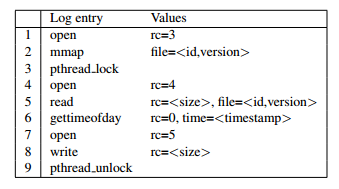 Log entry Values
1 open rc=3
2 mmap file=<id,version>
3 pthread_lock
4 open rc=4
5 read rc=<size>, file=<id,version>
6 gettimeofday rc=0, time=<timestamp>
7 open rc=5
8 write rc=<size>
9 pthread_unlock